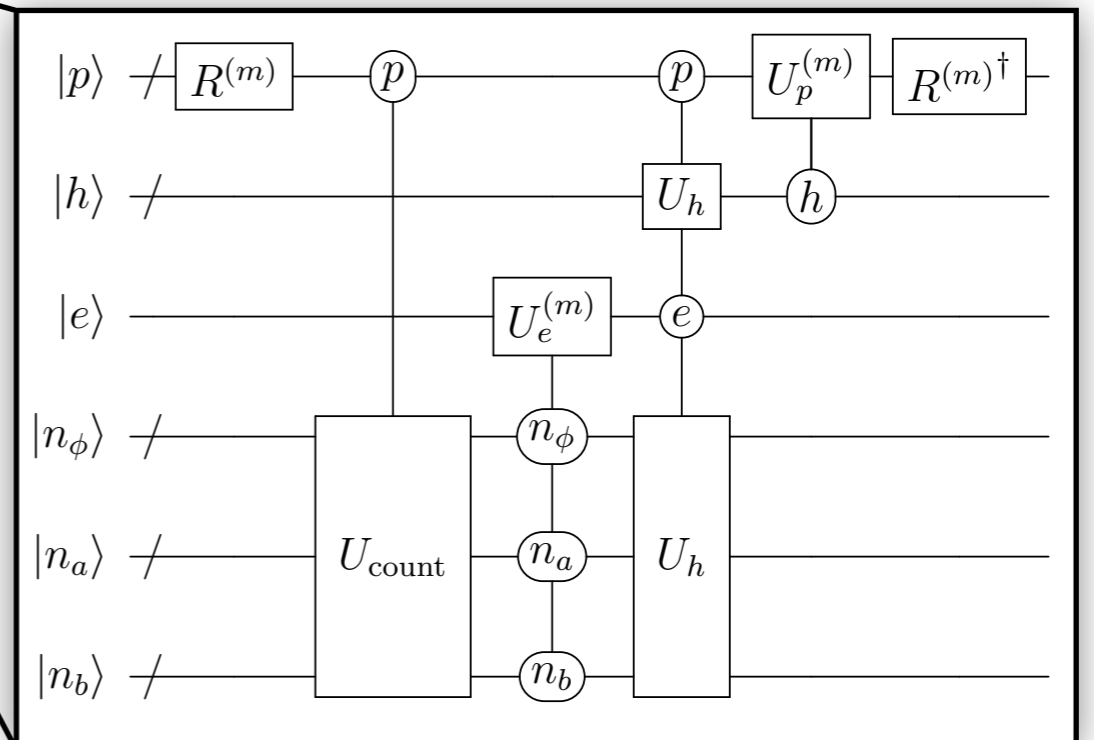 |p⟩ R^(m) p p U_p^(m) R^(m)†
|h⟩ U_h h
|e⟩ U_e^(m) e
|n_ϕ⟩ n_ϕ
|n_a⟩ U_count n_a U_h
|n_b⟩ n_b